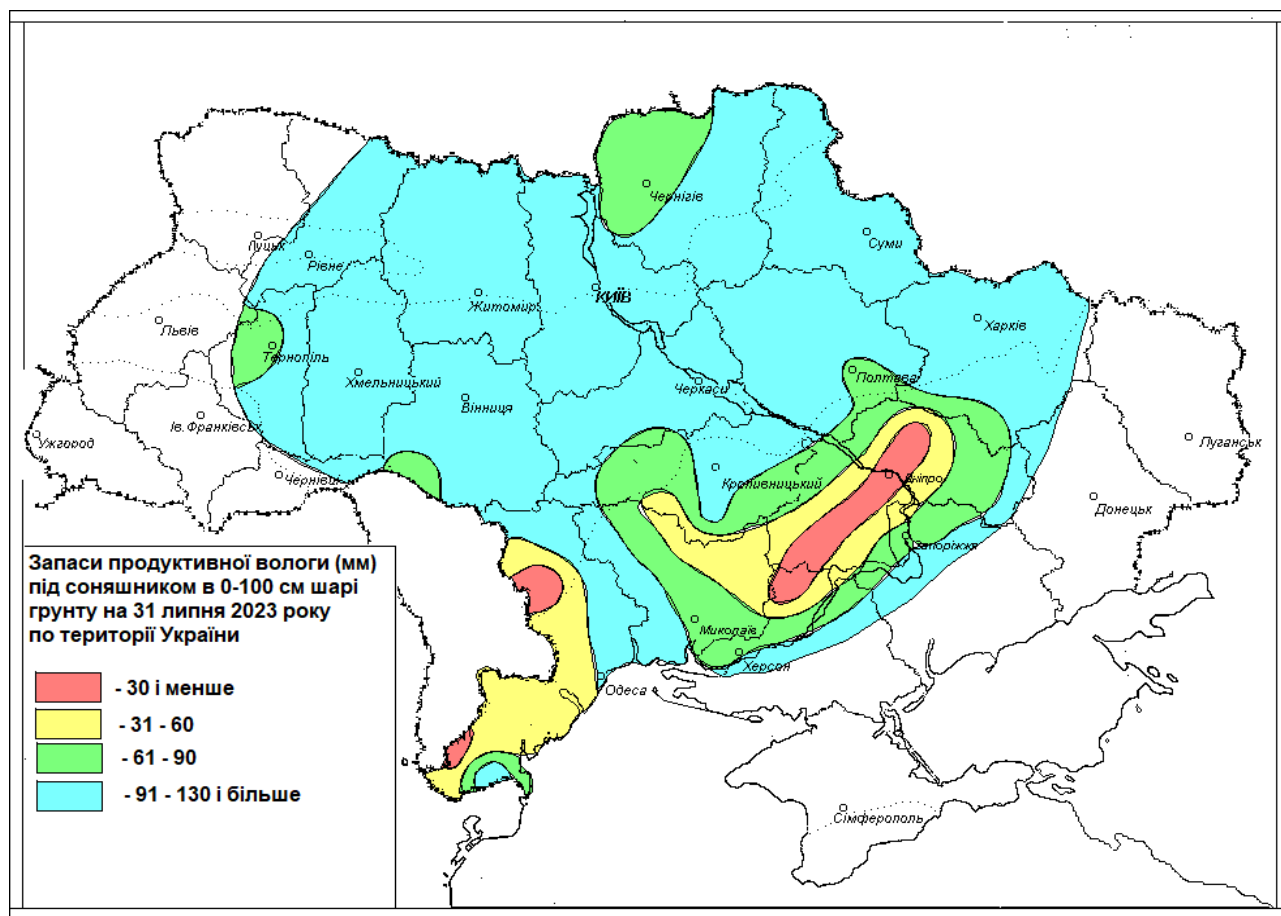 Чернігів
Луцьк
Суми
Рівне
Житомир
КИЇВ
Львів
Харків
Тернопіль
Полтава
Хмельницький
Черкаси
Вінниця
Ів. Франківськ
Ужгород
Луганськ
Чернівці
Кропивницький
Дніпро
Донецьк
Запоріжжя
Миколаїв
Херсон
Одеса
Сімферополь
Запаси продуктивної вологи (мм)
під соняшником в 0-100 см шарі
грунту на 31 липня 2023 року
по території України
- 30 і менше
- 31 - 60
- 61 - 90
- 91 - 130 і більше